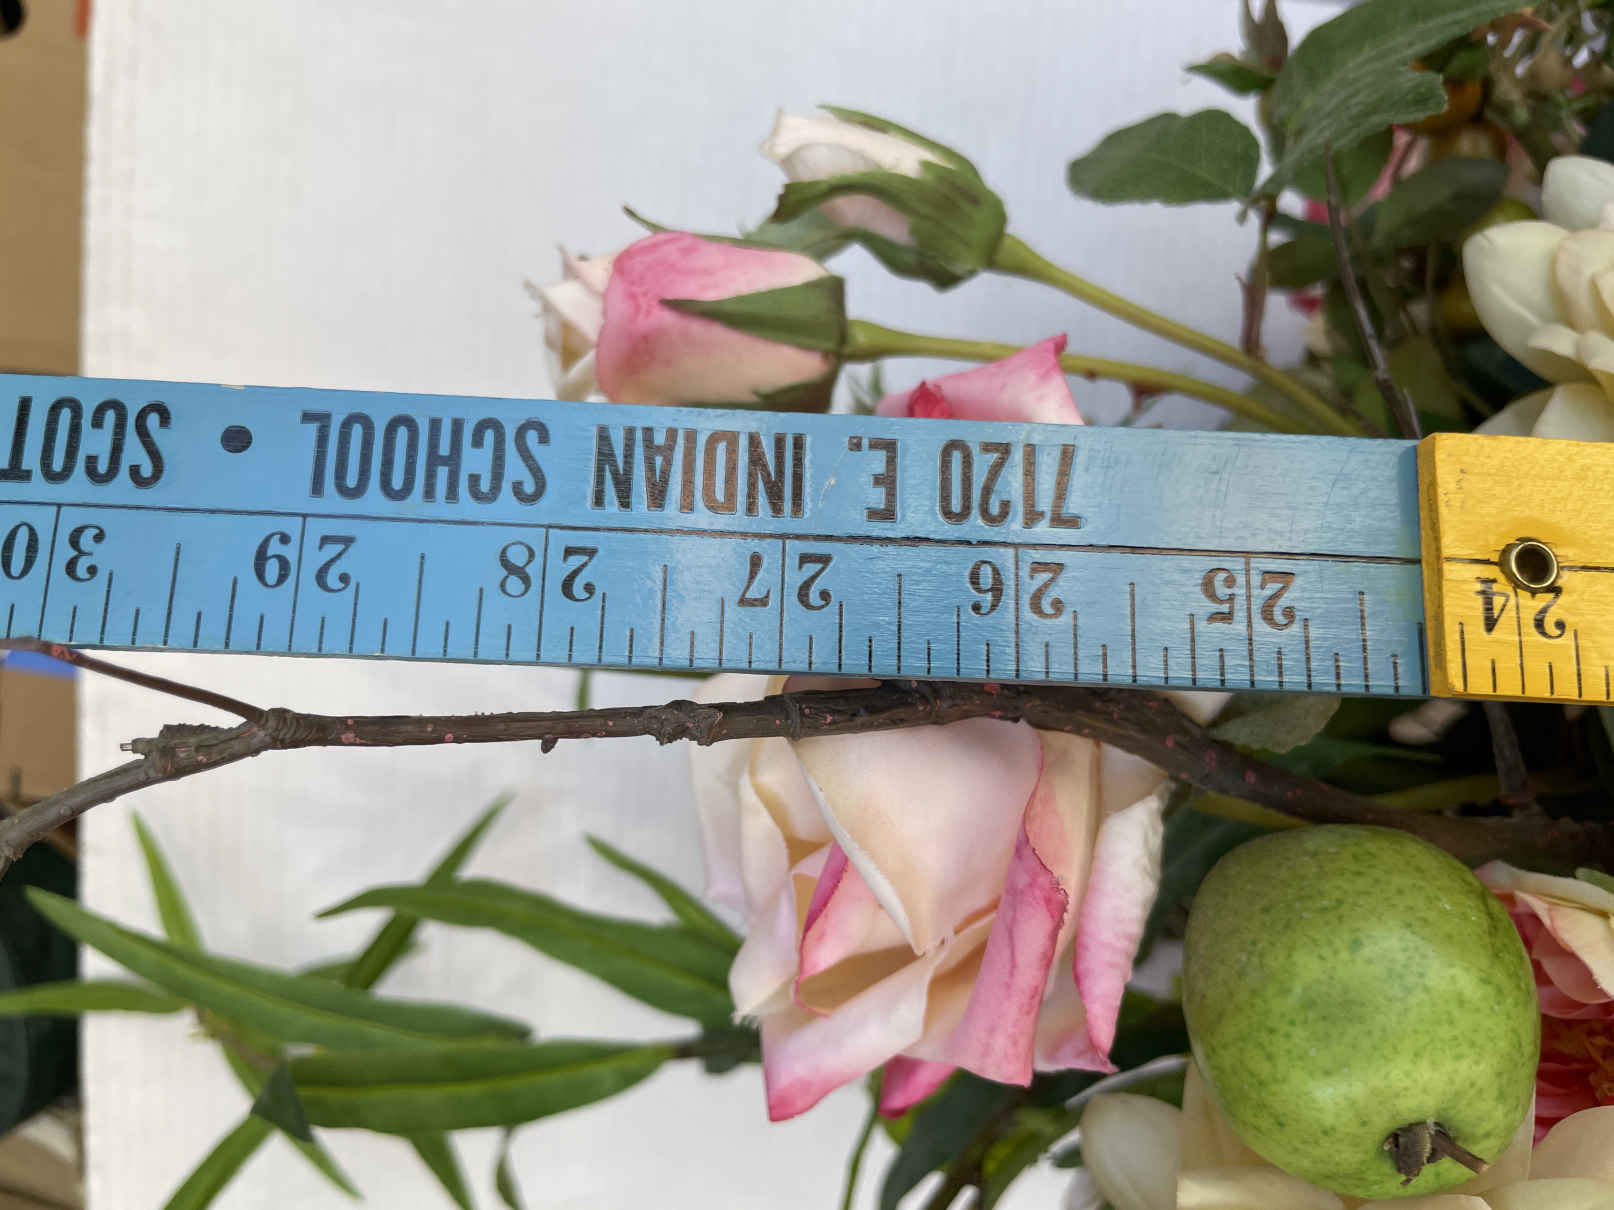 24 25 26 27 28 29 30
7120 E. INDIAN SCHOOL • SCOT